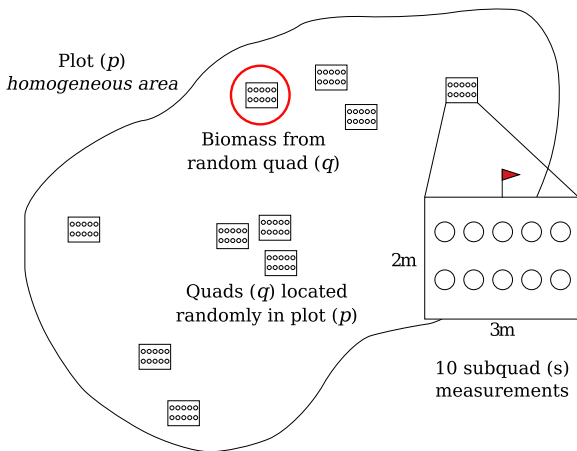 Plot (p)
homogeneous area
Biomass from
random quad (q)
Quads (q) located
randomly in plot (p)
2m
3m
10 subquad (s)
measurements